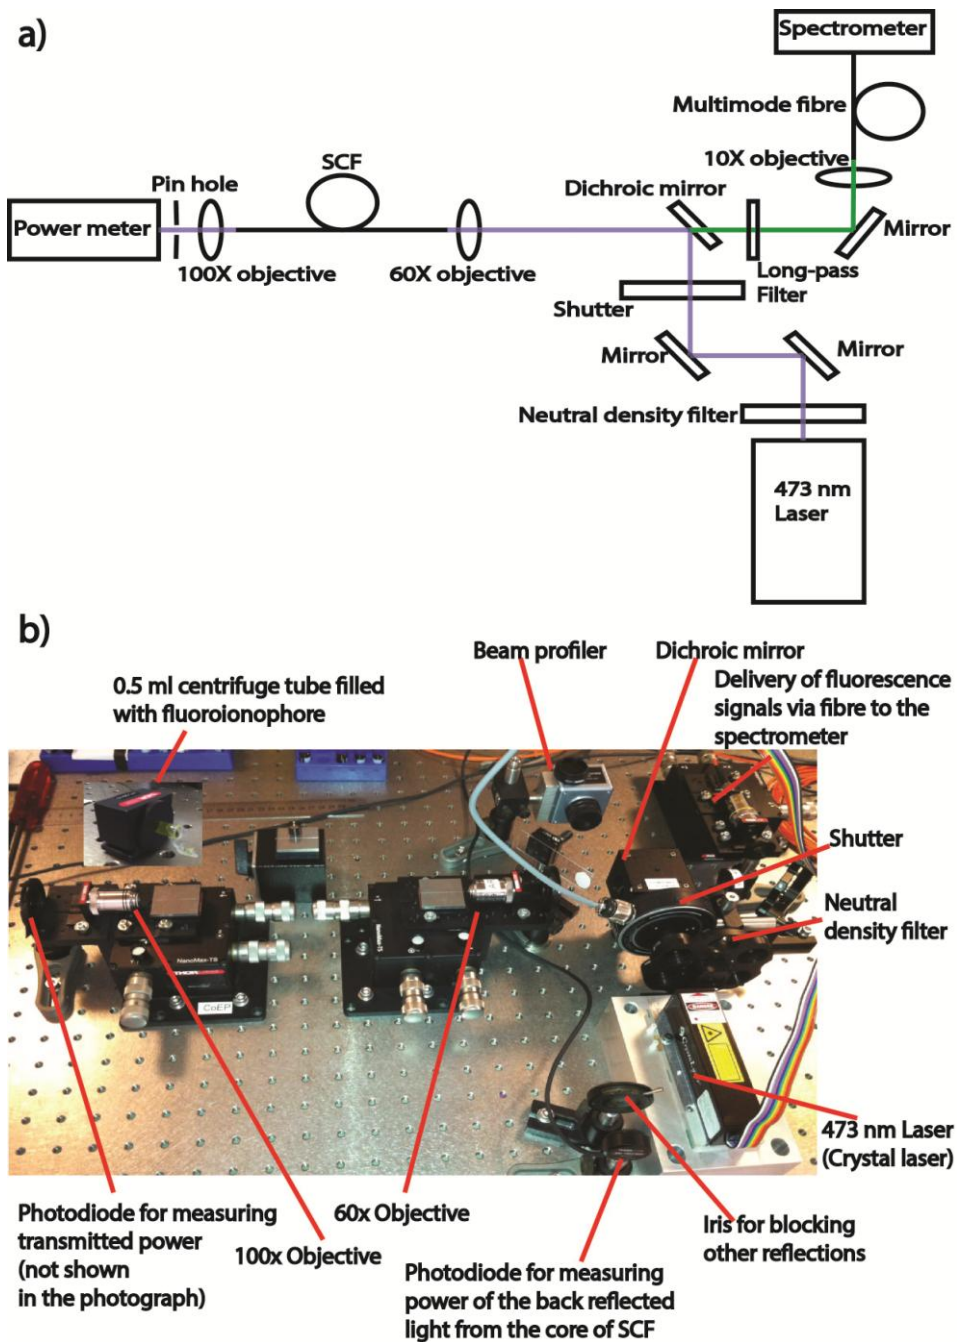 a)
Spectrometer
Multimode fibre
10X objective
SCF
Pin hole
Dichroic mirror
Power meter
Mirror
100X objective
60X objective
Long-pass
Filter
Shutter
Mirror
Mirror
Neutral density filter
473 nm
Laser
b)
Beam profiler
Dichroic mirror
0.5 ml centrifuge tube filled
with fluoroionophore
Delivery of fluorescence
signals via fibre to the
spectrometer
Shutter
Neutral
density filter
NanoMax-TS
THOR
CoEP
473 nm Laser
(Crystal laser)
Photodiode for measuring
transmitted power
(not shown
in the photograph)
60x Objective
100x Objective
Iris for blocking
other reflections
Photodiode for measuring
power of the back reflected
light from the core of SCF